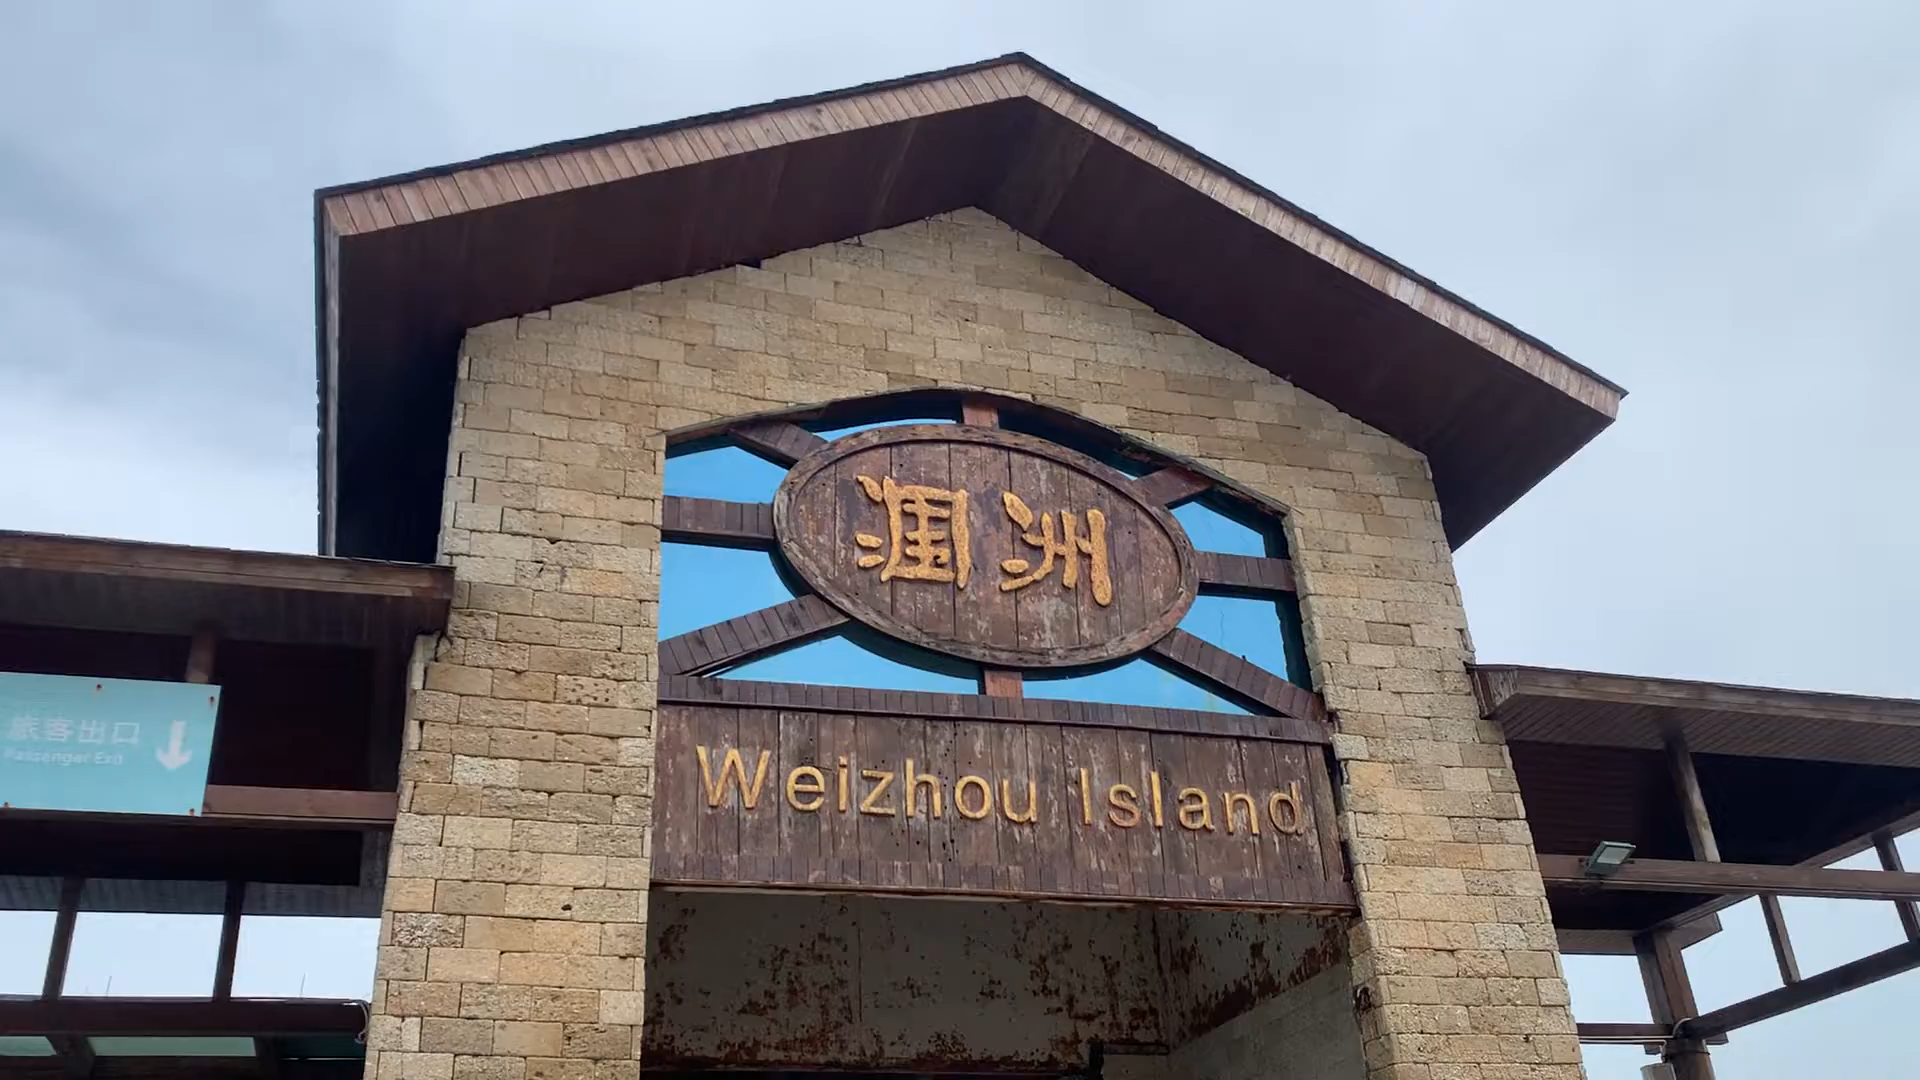 涠洲
Weizhou Island
旅客出口
Passenger Exit